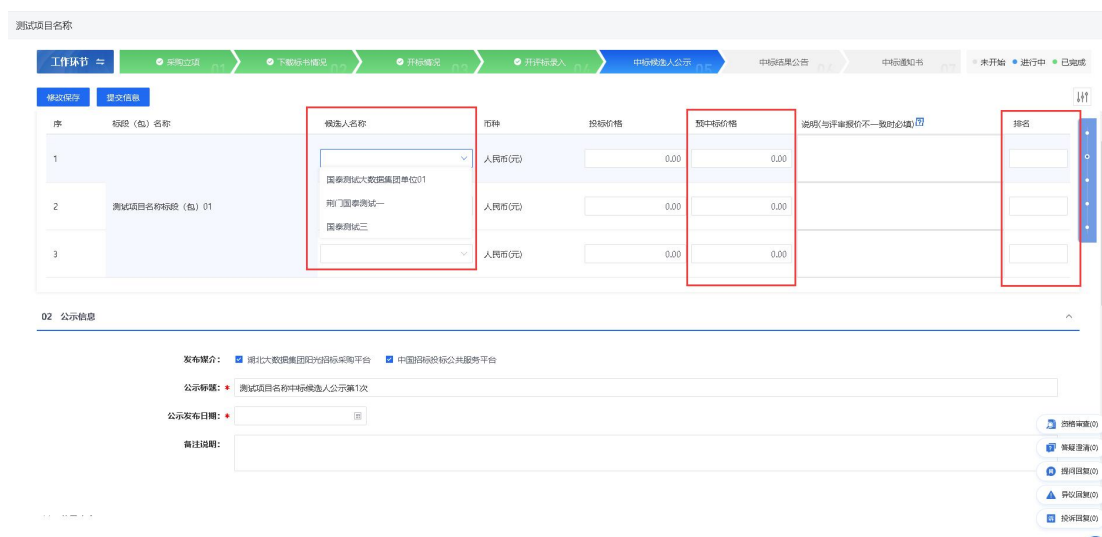 测试项目名称
工作环节 采购立项 01 下载标书情况 02 开标情况 03 开评标录入 04 中标候选人公示 05 中标结果公告 06 中标通知书 07 未开始 进行中 已完成
修改保存 提交信息
序 标段（包）名称 候选人名称 币种 投标价格 预中标价格 说明(与评审报价不一致时必填) 排名
1 人民币(元) 0.00 0.00
国泰测试大数据集团单位01
荆门国泰测试一
2 测试项目名称标段（包）01 人民币(元) 0.00 0.00
国泰测试三
3 人民币(元) 0.00 0.00
02 公示信息
发布媒介： 湖北大数据集团阳光招标采购平台 中国招标投标公共服务平台
公示标题：* 测试项目名称中标候选人公示第1次
公示发布日期：*
备注说明：
资格审查(0)
答疑澄清(0)
提问回复(0)
异议回复(0)
投诉回复(0)